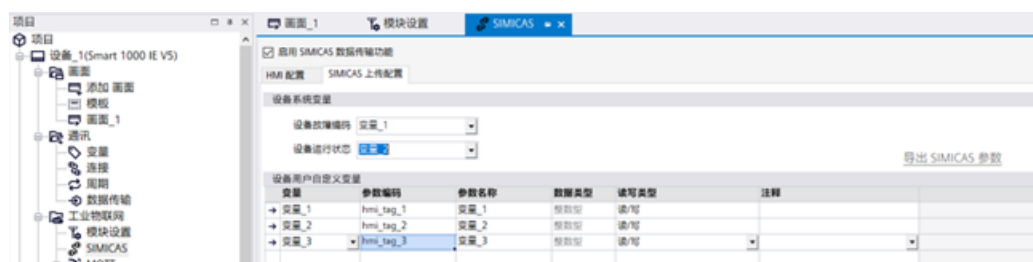 项目
项目
设备_1(Smart 1000 IE V5)
画面
添加 画面
模板
画面_1
通讯
变量
连接
周期
数据传输
工业物联网
模块设置
SIMICAS
MQTT
画面_1 模块设置 SIMICAS
启用 SIMICAS 数据传输功能
HMI 配置 SIMICAS 上传配置
设备系统变量
设备故障编码 变量_1
设备运行状态 变量_2
导出 SIMICAS 参数
设备用户自定义变量
变量 参数编码 参数名称 数据类型 读写类型 注释
变量_1 hmi_tag_1 变量_1 整数型 读/写
变量_2 hmi_tag_2 变量_2 整数型 读/写
变量_3 hmi_tag_3 变量_3 整数型 读/写